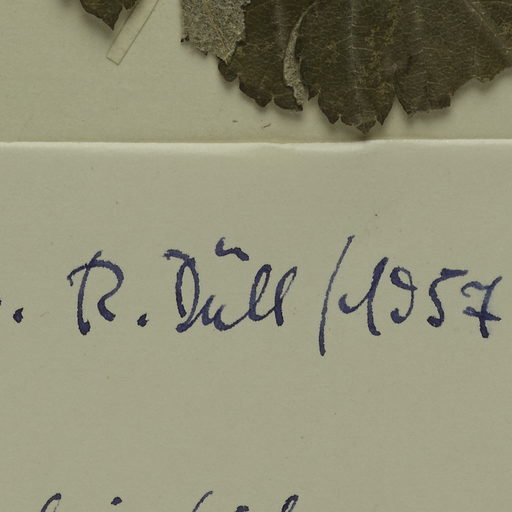 . R. Düll / 1957